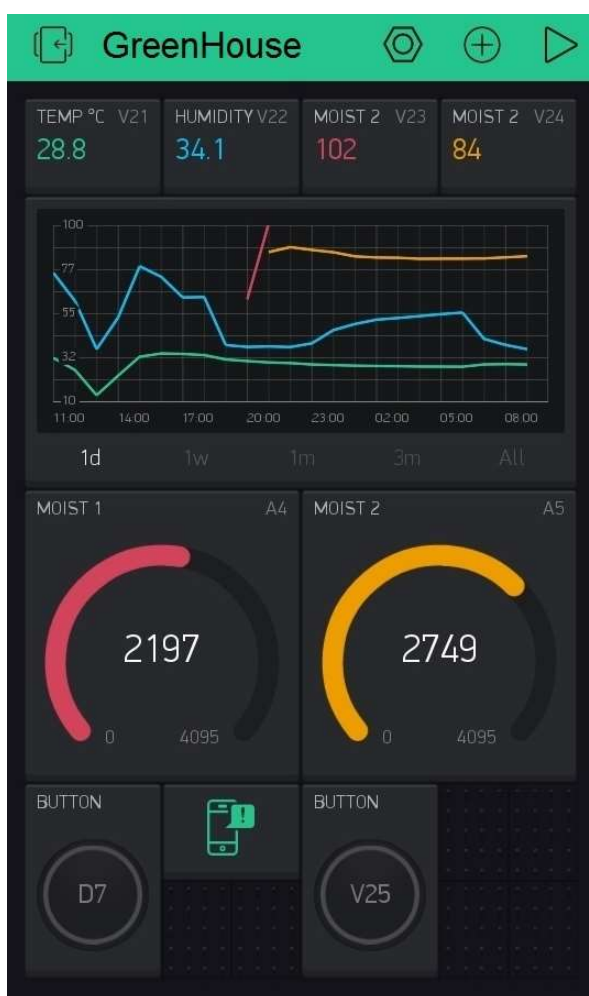 GreenHouse
TEMP °C V21 HUMIDITY V22 MOIST 2 V23 MOIST 2 V24
28.8 34.1 102 84
100
77
55
32
10
11:00 14:00 17:00 20:00 23:00 02:00 05:00 08:00
1d 1w 1m 3m All
MOIST 1 A4 MOIST 2 A5
2197 2749
0 4095 0 4095
BUTTON BUTTON
!
D7 V25